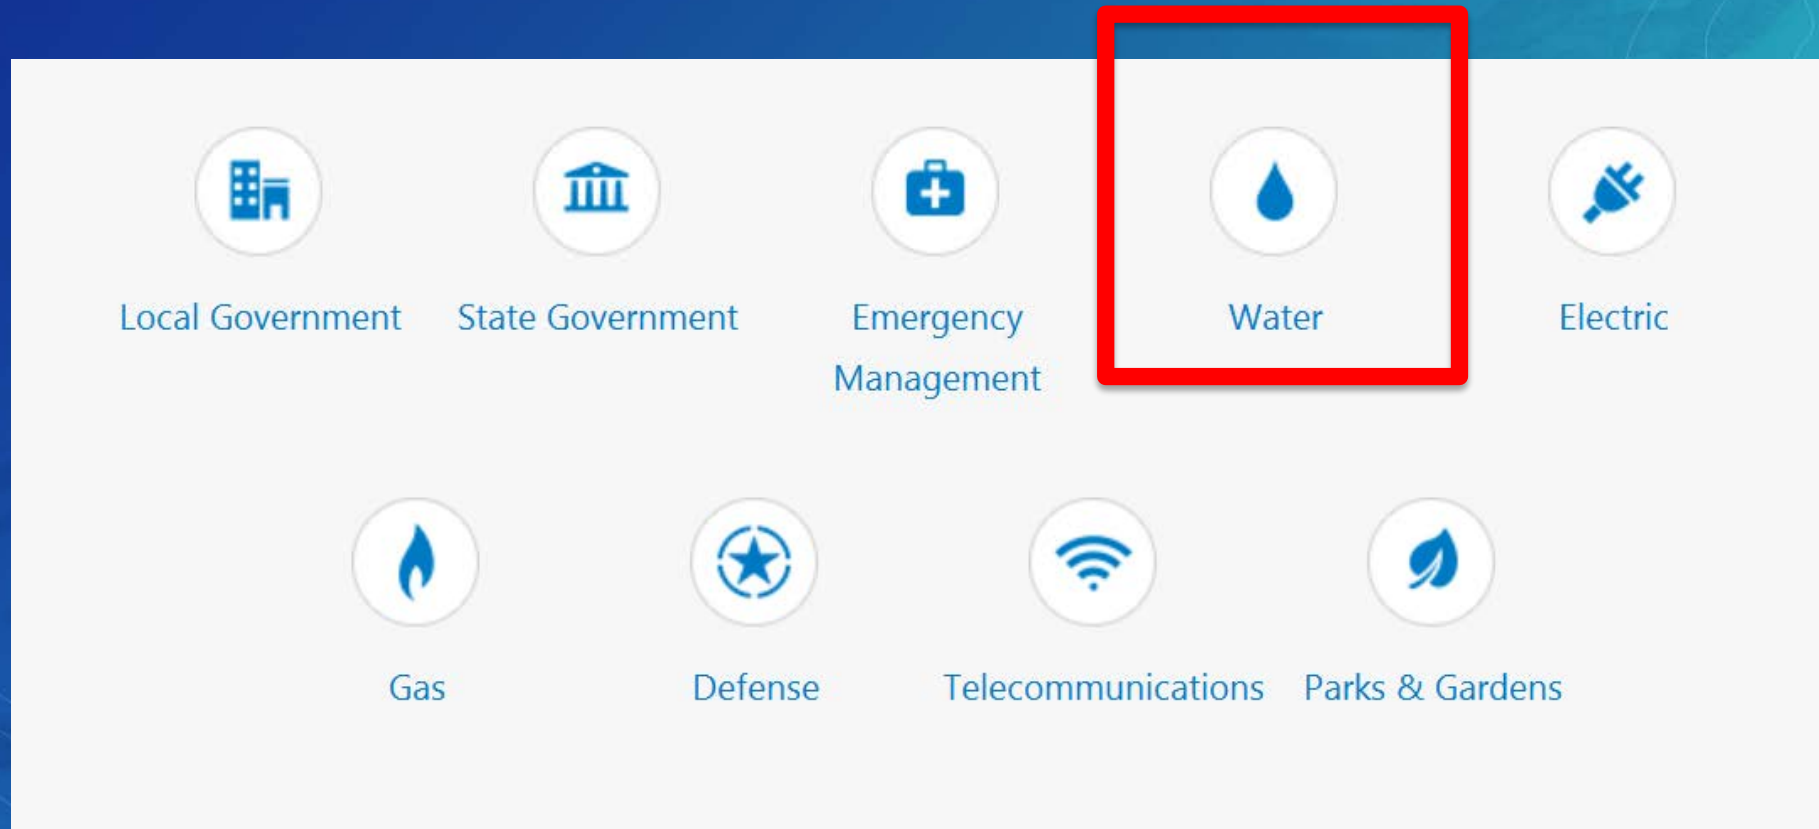 Local Government
State Government
Emergency
Management
Water
Electric
Gas
Defense
Telecommunications
Parks & Gardens